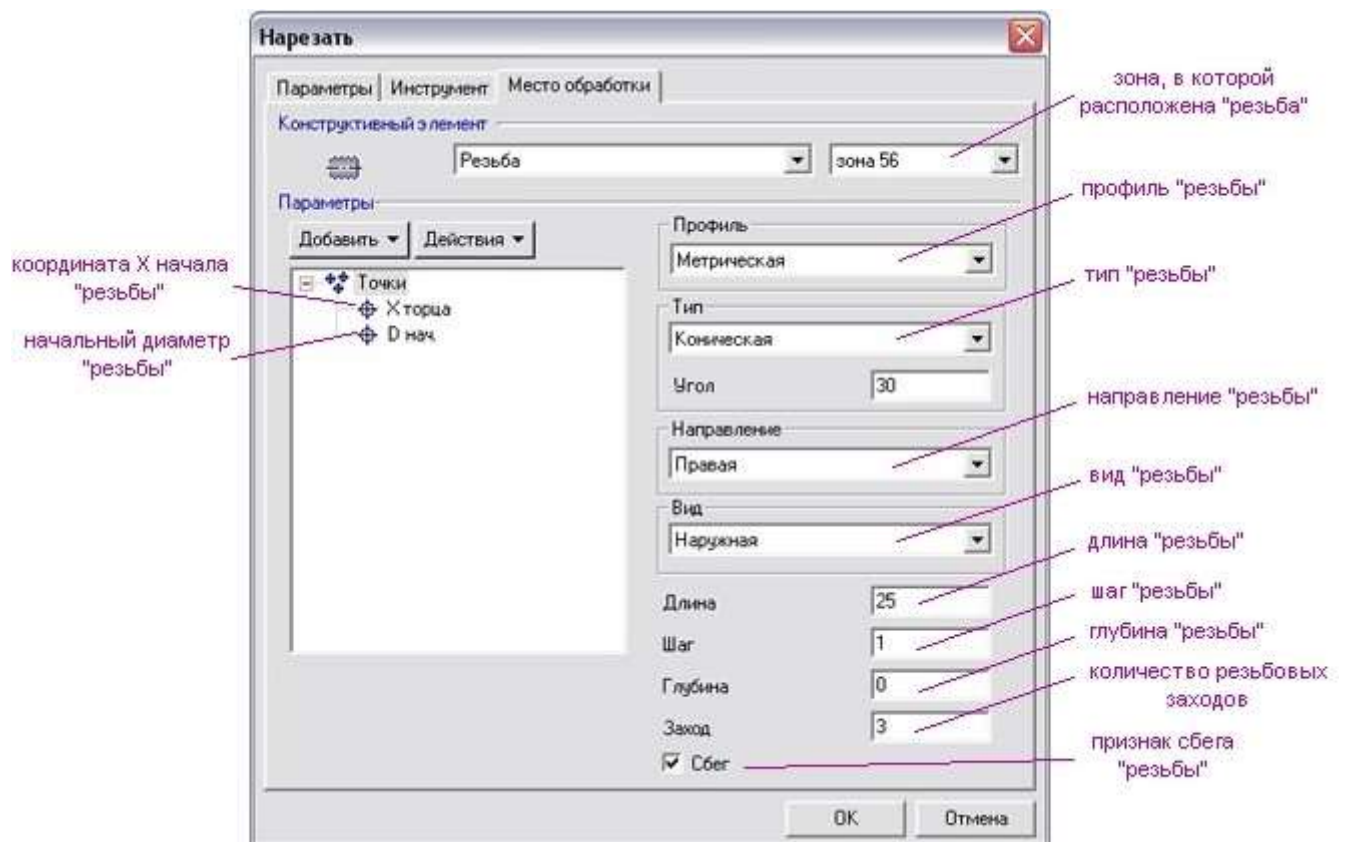 Нарезать
Параметры Инструмент Место обработки
Конструктивный элемент
Резьба зона 56
Параметры
Добавить Действия
Точки
X торца
D нач.
Профиль
Метрическая
Тип
Коническая
Угол 30
Направление
Правая
Вид
Наружная
Длина 25
Шаг 1
Глубина 0
Заход 3
Сбег
OK Отмена
координата X начала
"резьбы"
начальный диаметр
"резьбы"
зона, в которой
расположена "резьба"
профиль "резьбы"
тип "резьбы"
направление "резьбы"
вид "резьбы"
длина "резьбы"
шаг "резьбы"
глубина "резьбы"
количество резьбовых
заходов
признак сбега
"резьбы"